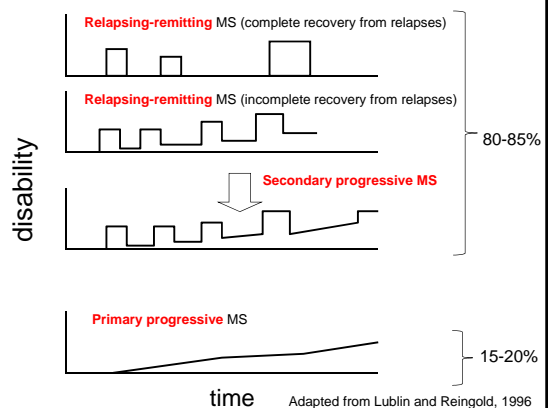 Relapsing-remitting MS (complete recovery from relapses)
Relapsing-remitting MS (incomplete recovery from relapses)
disability
80-85%
Secondary progressive MS
Primary progressive MS
15-20%
time
Adapted from Lublin and Reingold, 1996